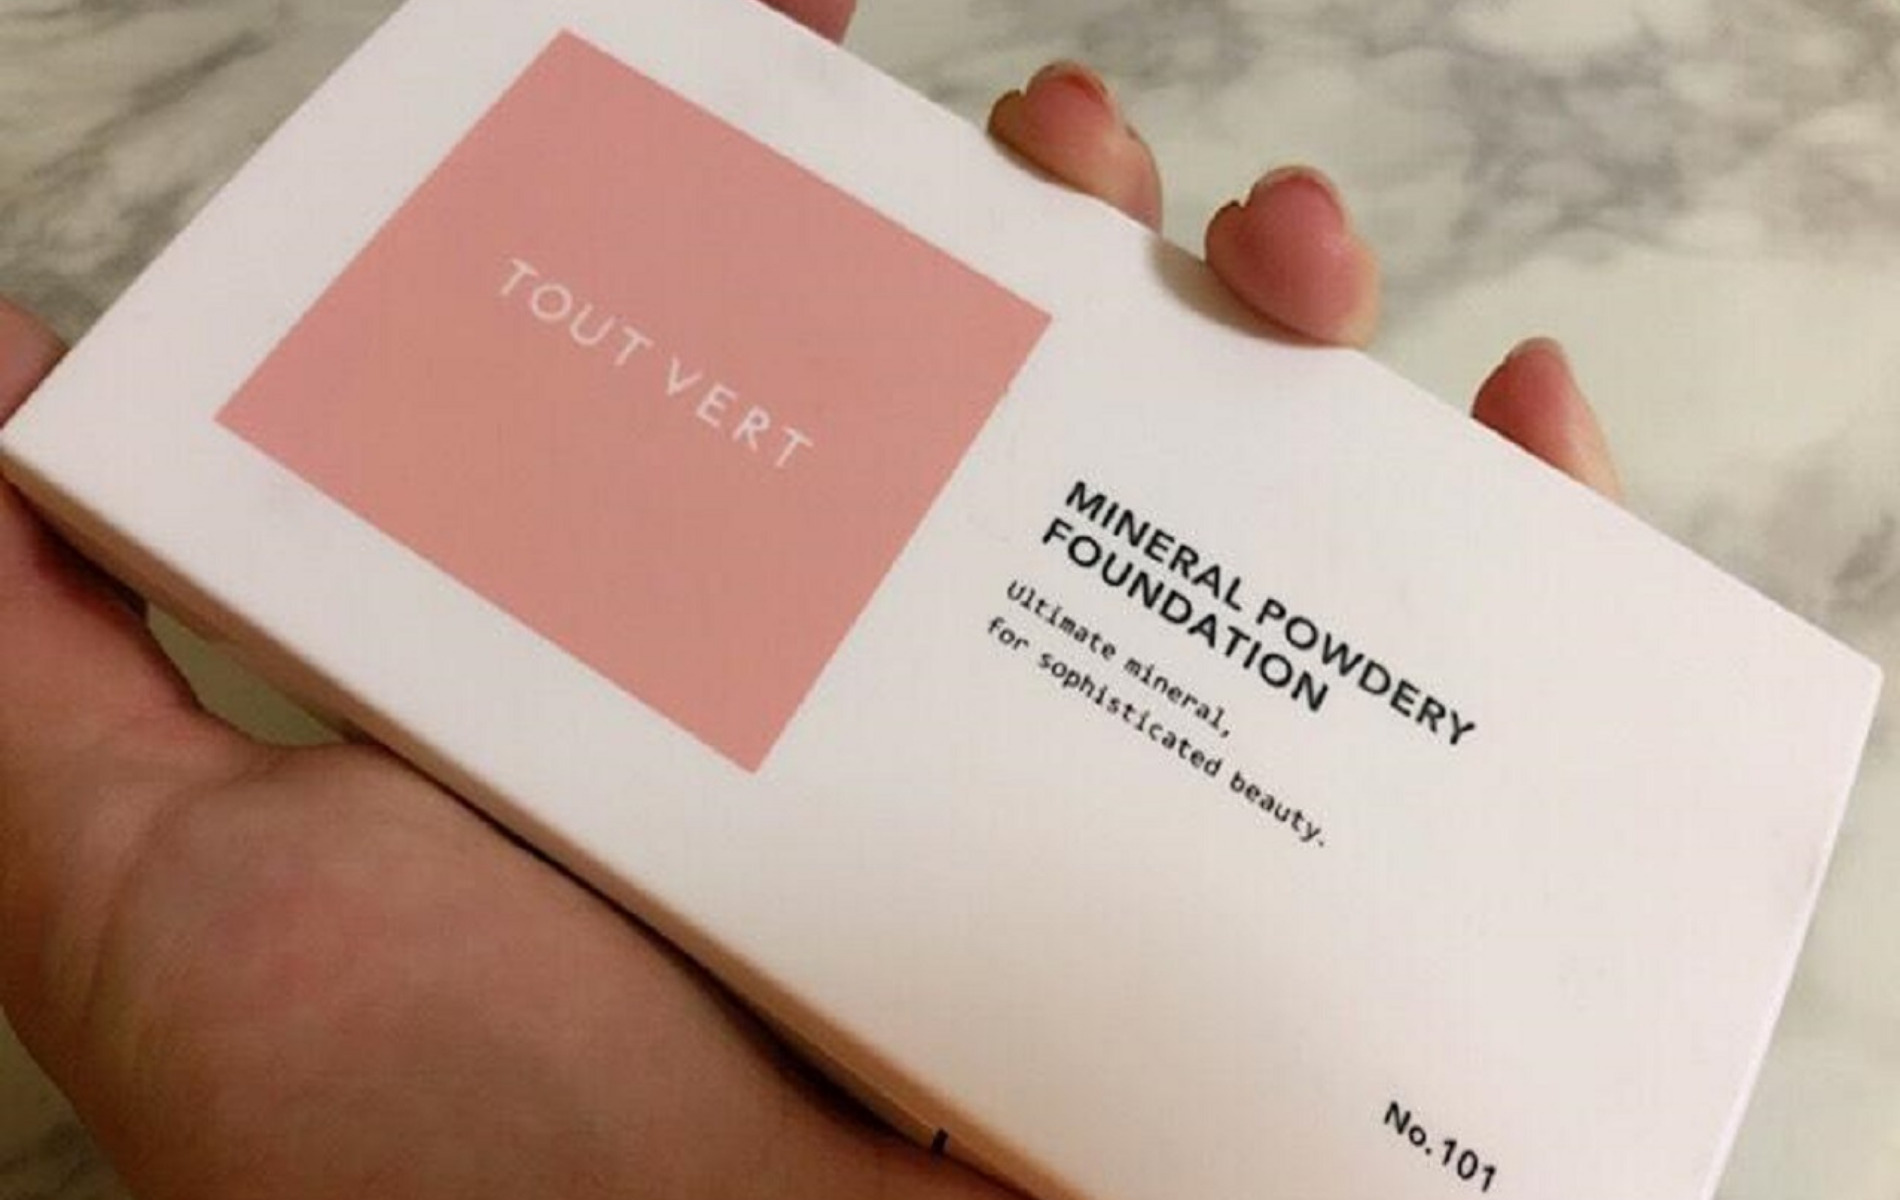 TOUT VERT
MINERAL POWDERY
FOUNDATION
Ultimate mineral,
for sophisticated beauty.
No.101